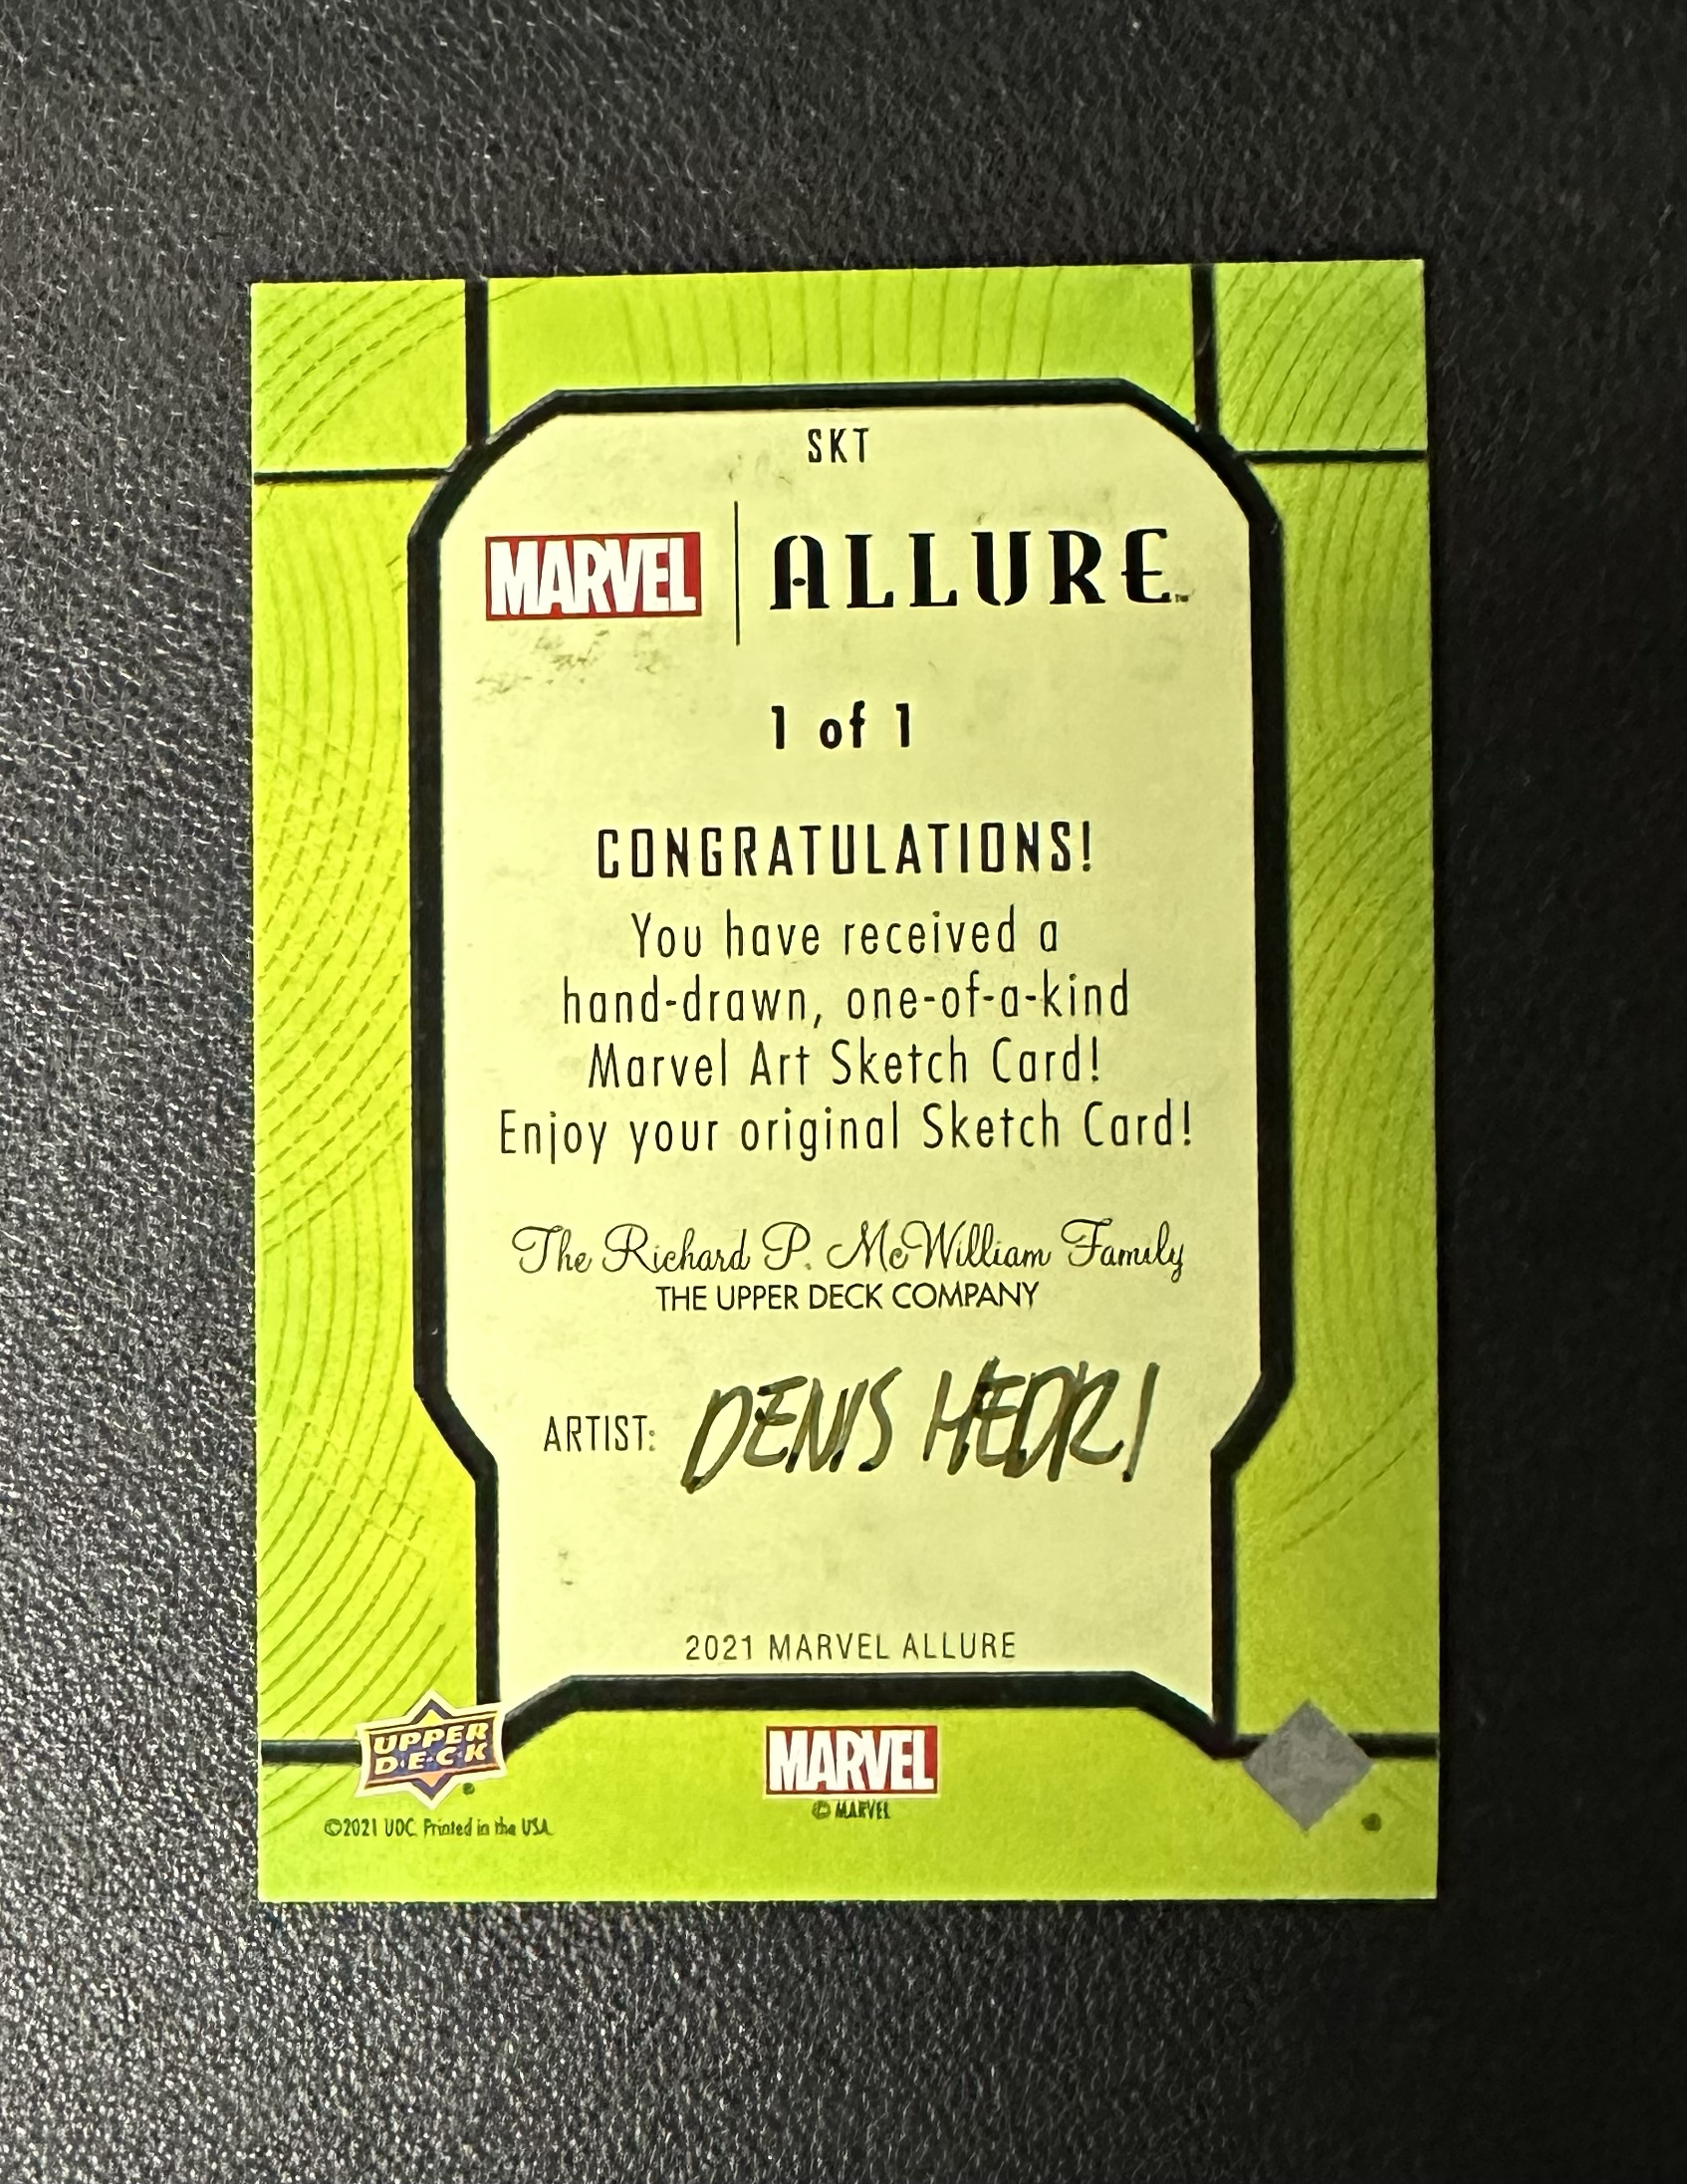 SKT
MARVEL | ALLURE™
1 of 1
CONGRATULATIONS!
You have received a
hand-drawn, one-of-a-kind
Marvel Art Sketch Card!
Enjoy your original Sketch Card!
The Richard P. McWilliam Family
THE UPPER DECK COMPANY
ARTIST: DENIS HEDRI
2021 MARVEL ALLURE
UPPER
D·E·C·K
MARVEL
© MARVEL
©2021 UDC. Printed in the USA